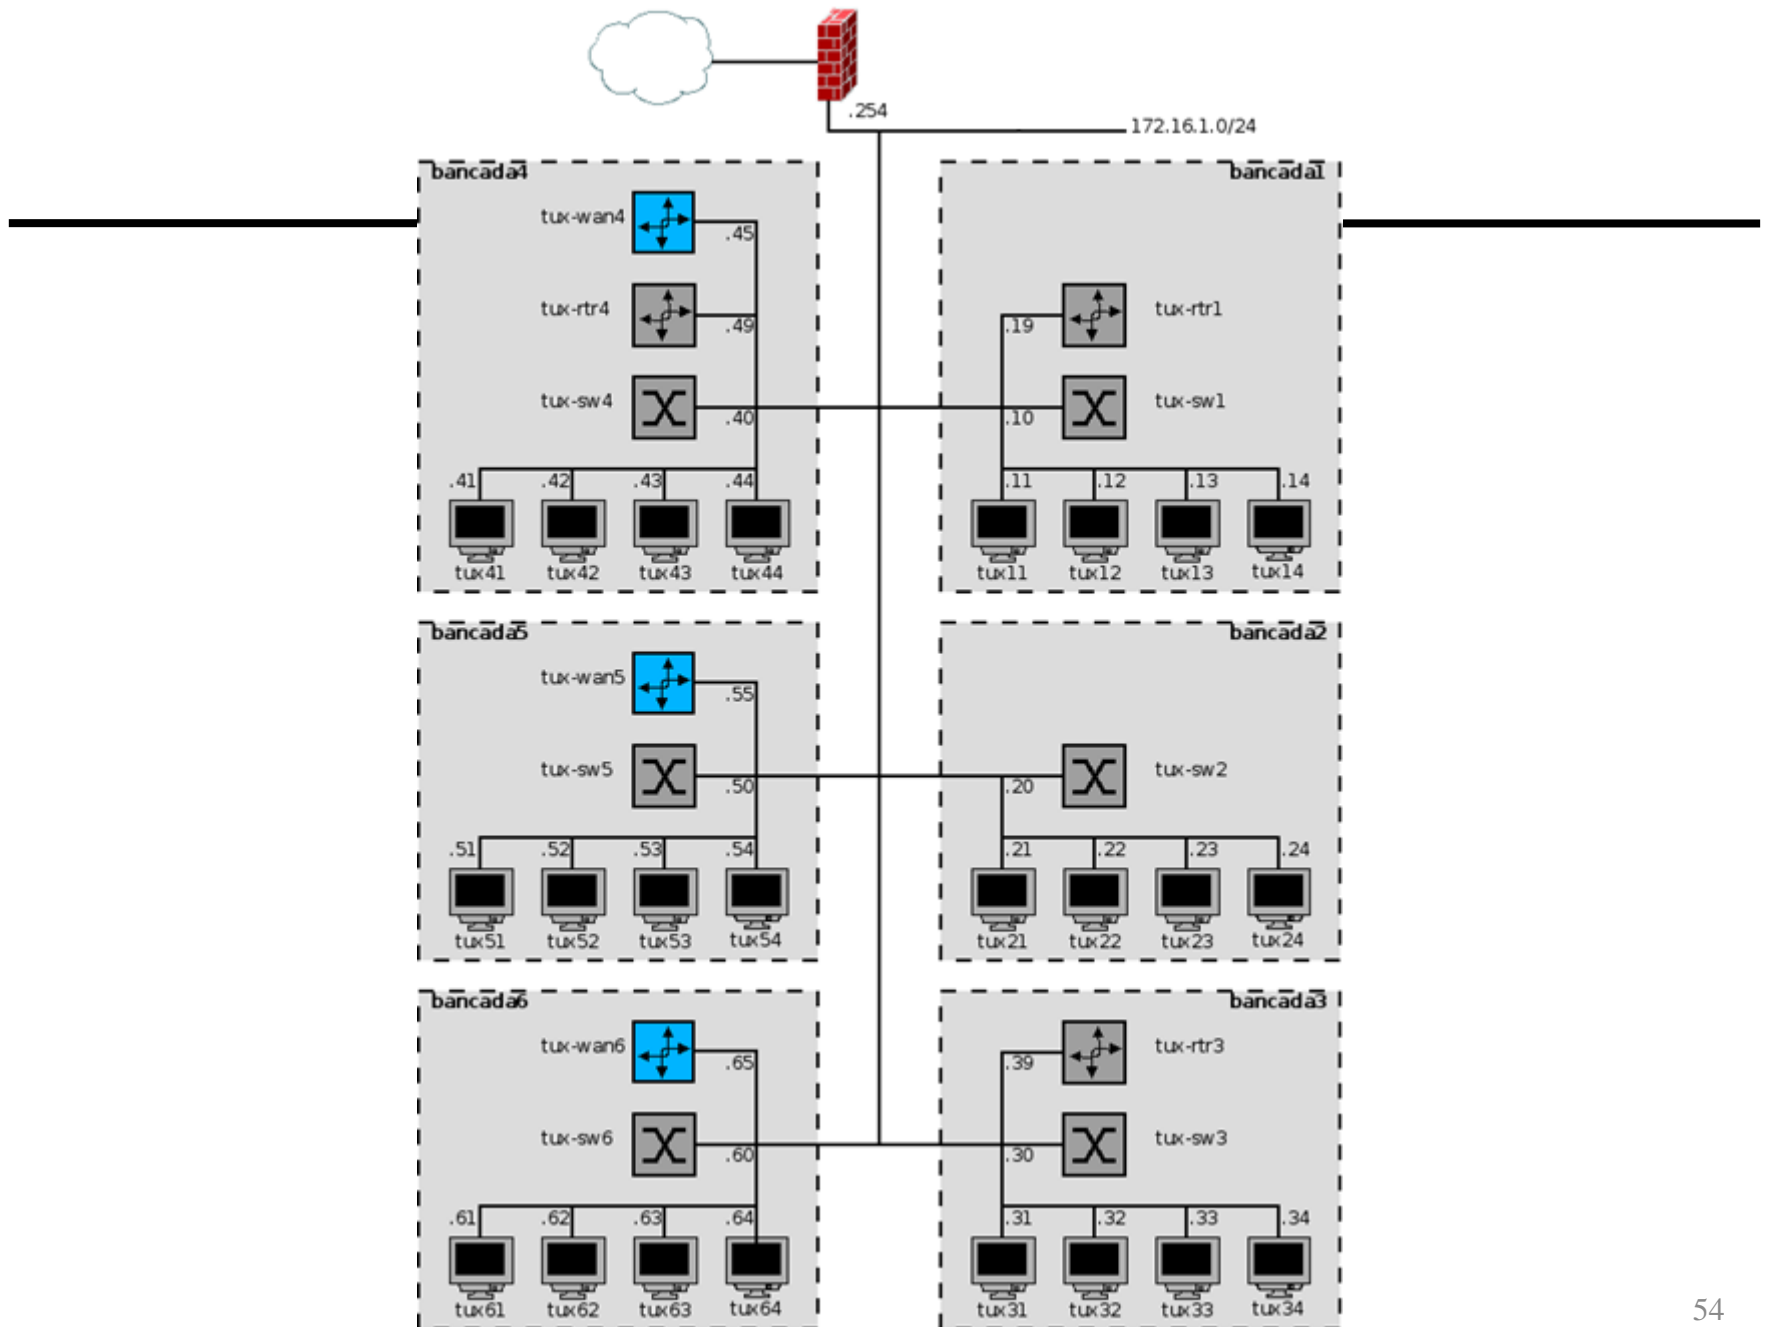 .254
172.16.1.0/24
bancada4
tux-wan4
.45
tux-rtr4
.49
tux-sw4
.40
.41 .42 .43 .44
tux41 tux42 tux43 tux44
bancada1
tux-rtr1
.19
tux-sw1
.10
.11 .12 .13 .14
tux11 tux12 tux13 tux14
bancada5
tux-wan5
.55
tux-sw5
.50
.51 .52 .53 .54
tux51 tux52 tux53 tux54
bancada2
tux-sw2
.20
.21 .22 .23 .24
tux21 tux22 tux23 tux24
bancada6
tux-wan6
.65
tux-sw6
.60
.61 .62 .63 .64
tux61 tux62 tux63 tux64
bancada3
tux-rtr3
.39
tux-sw3
.30
.31 .32 .33 .34
tux31 tux32 tux33 tux34
54